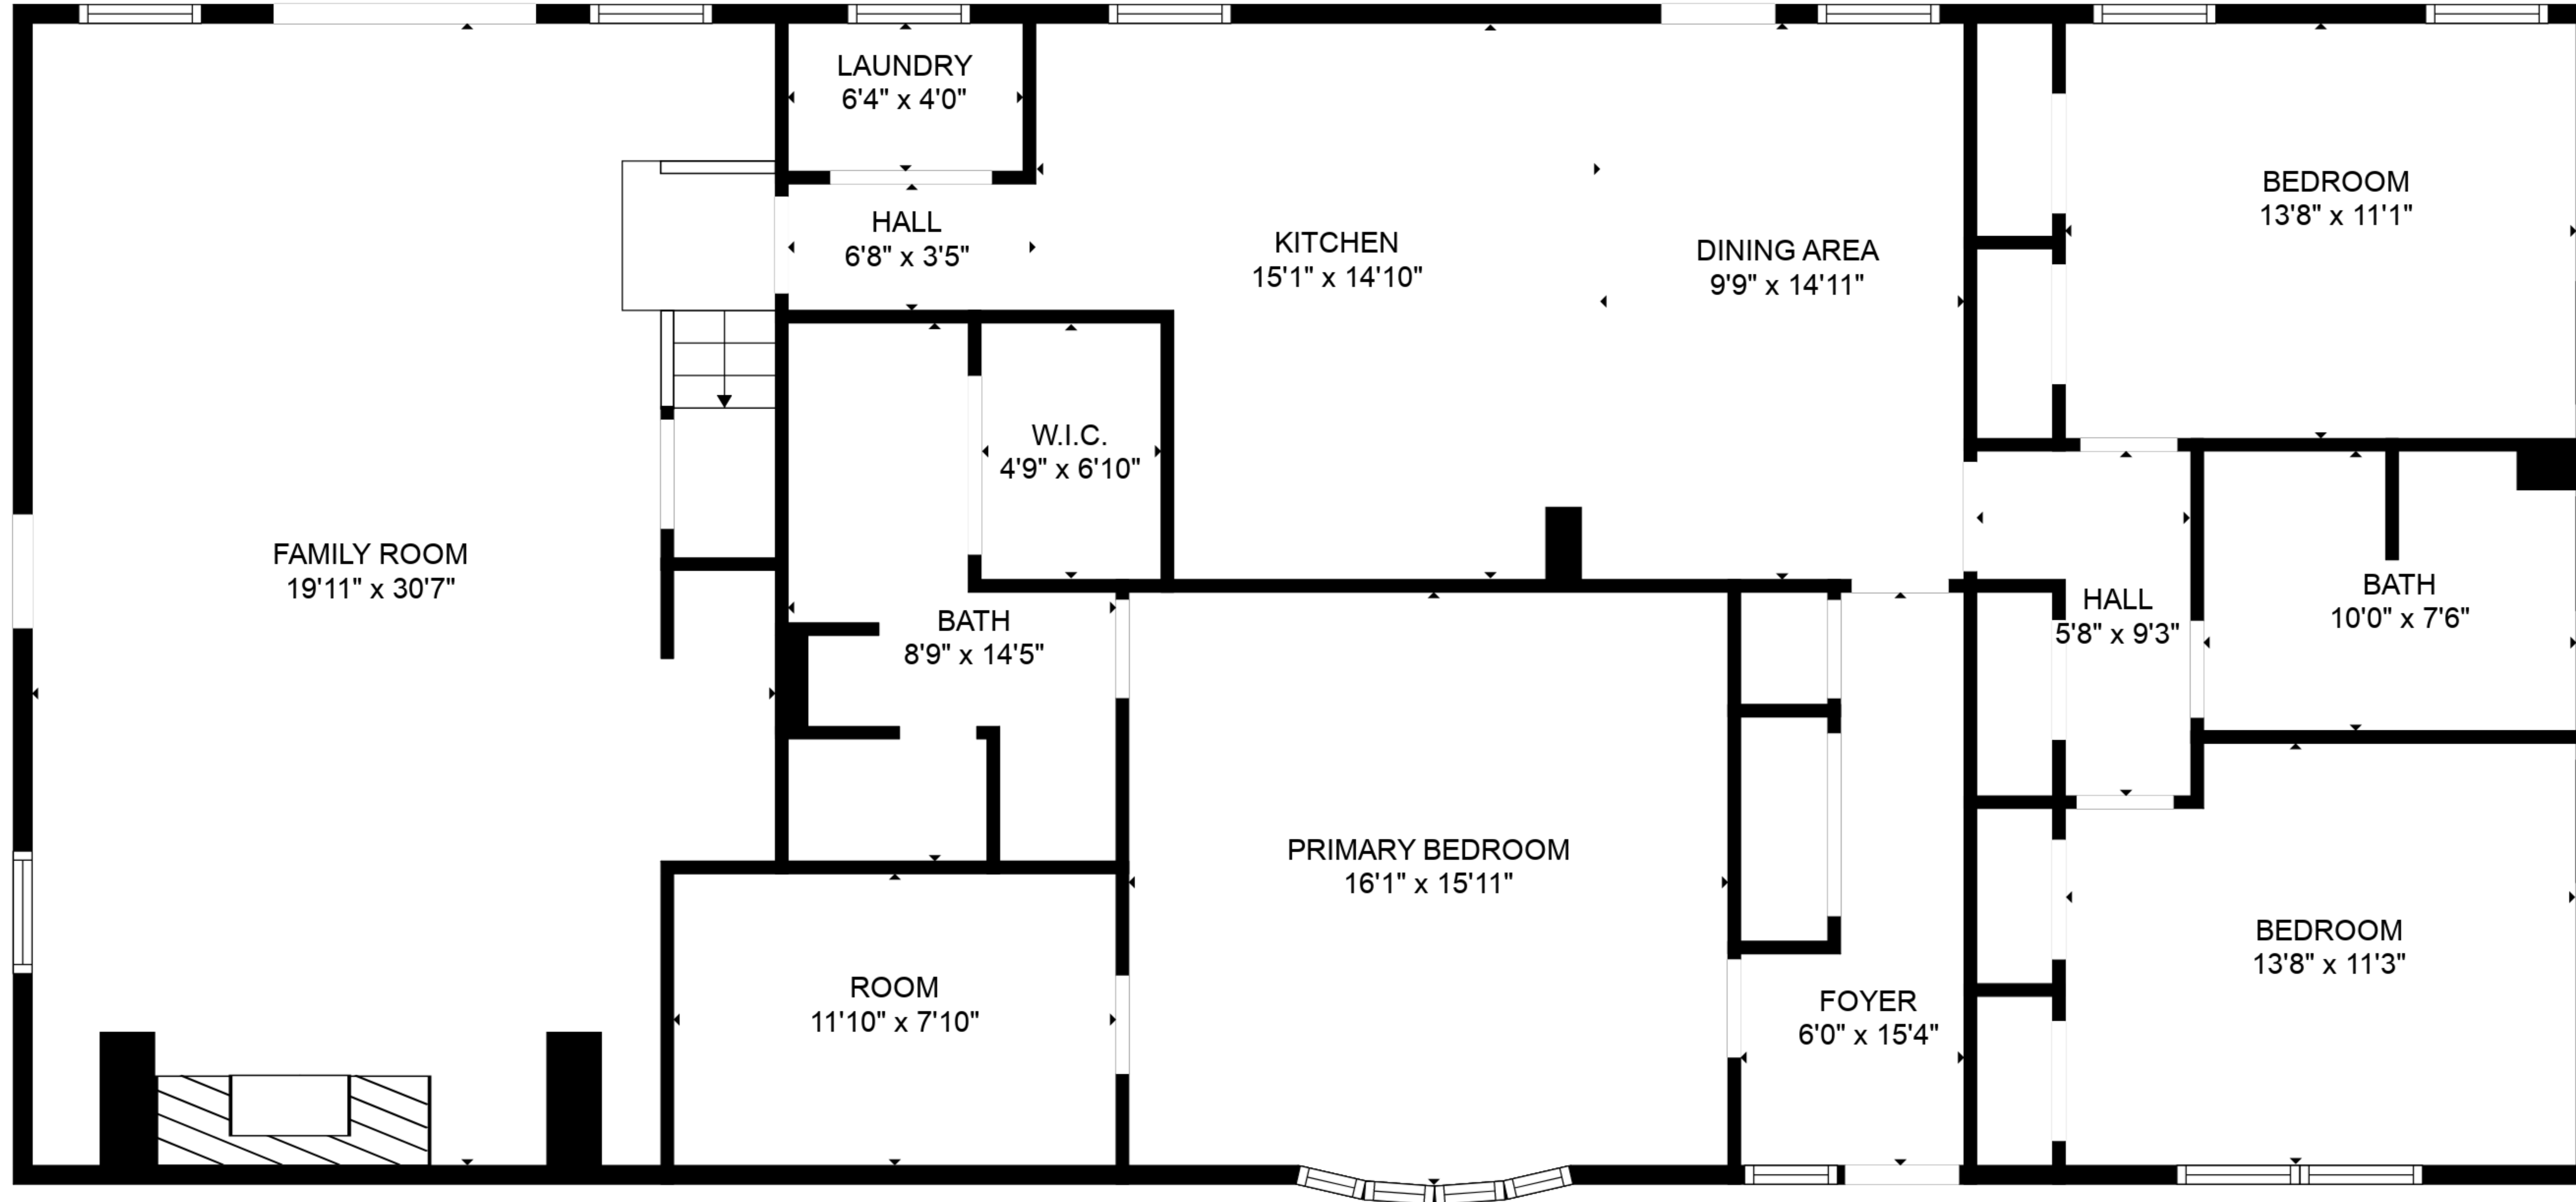 LAUNDRY
6'4" x 4'0"
HALL
6'8" x 3'5"
KITCHEN
15'1" x 14'10"
DINING AREA
9'9" x 14'11"
BEDROOM
13'8" x 11'1"
W.I.C.
4'9" x 6'10"
FAMILY ROOM
19'11" x 30'7"
BATH
8'9" x 14'5"
HALL
5'8" x 9'3"
BATH
10'0" x 7'6"
PRIMARY BEDROOM
16'1" x 15'11"
ROOM
11'10" x 7'10"
FOYER
6'0" x 15'4"
BEDROOM
13'8" x 11'3"